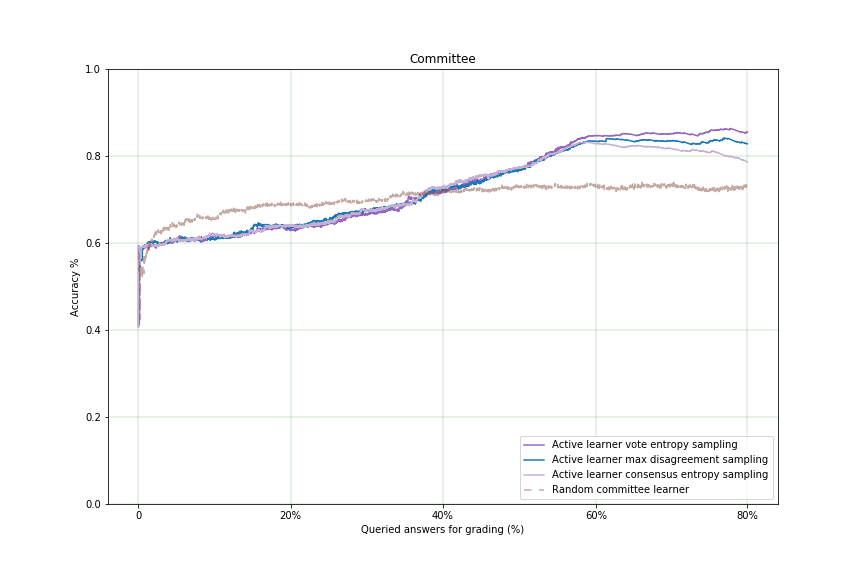 Committee
1.0
0.8
0.6
0.4
0.2
0.0
Accuracy %
0
20%
40%
60%
80%
Queried answers for grading (%)
Active learner vote entropy sampling
Active learner max disagreement sampling
Active learner consensus entropy sampling
Random committee learner